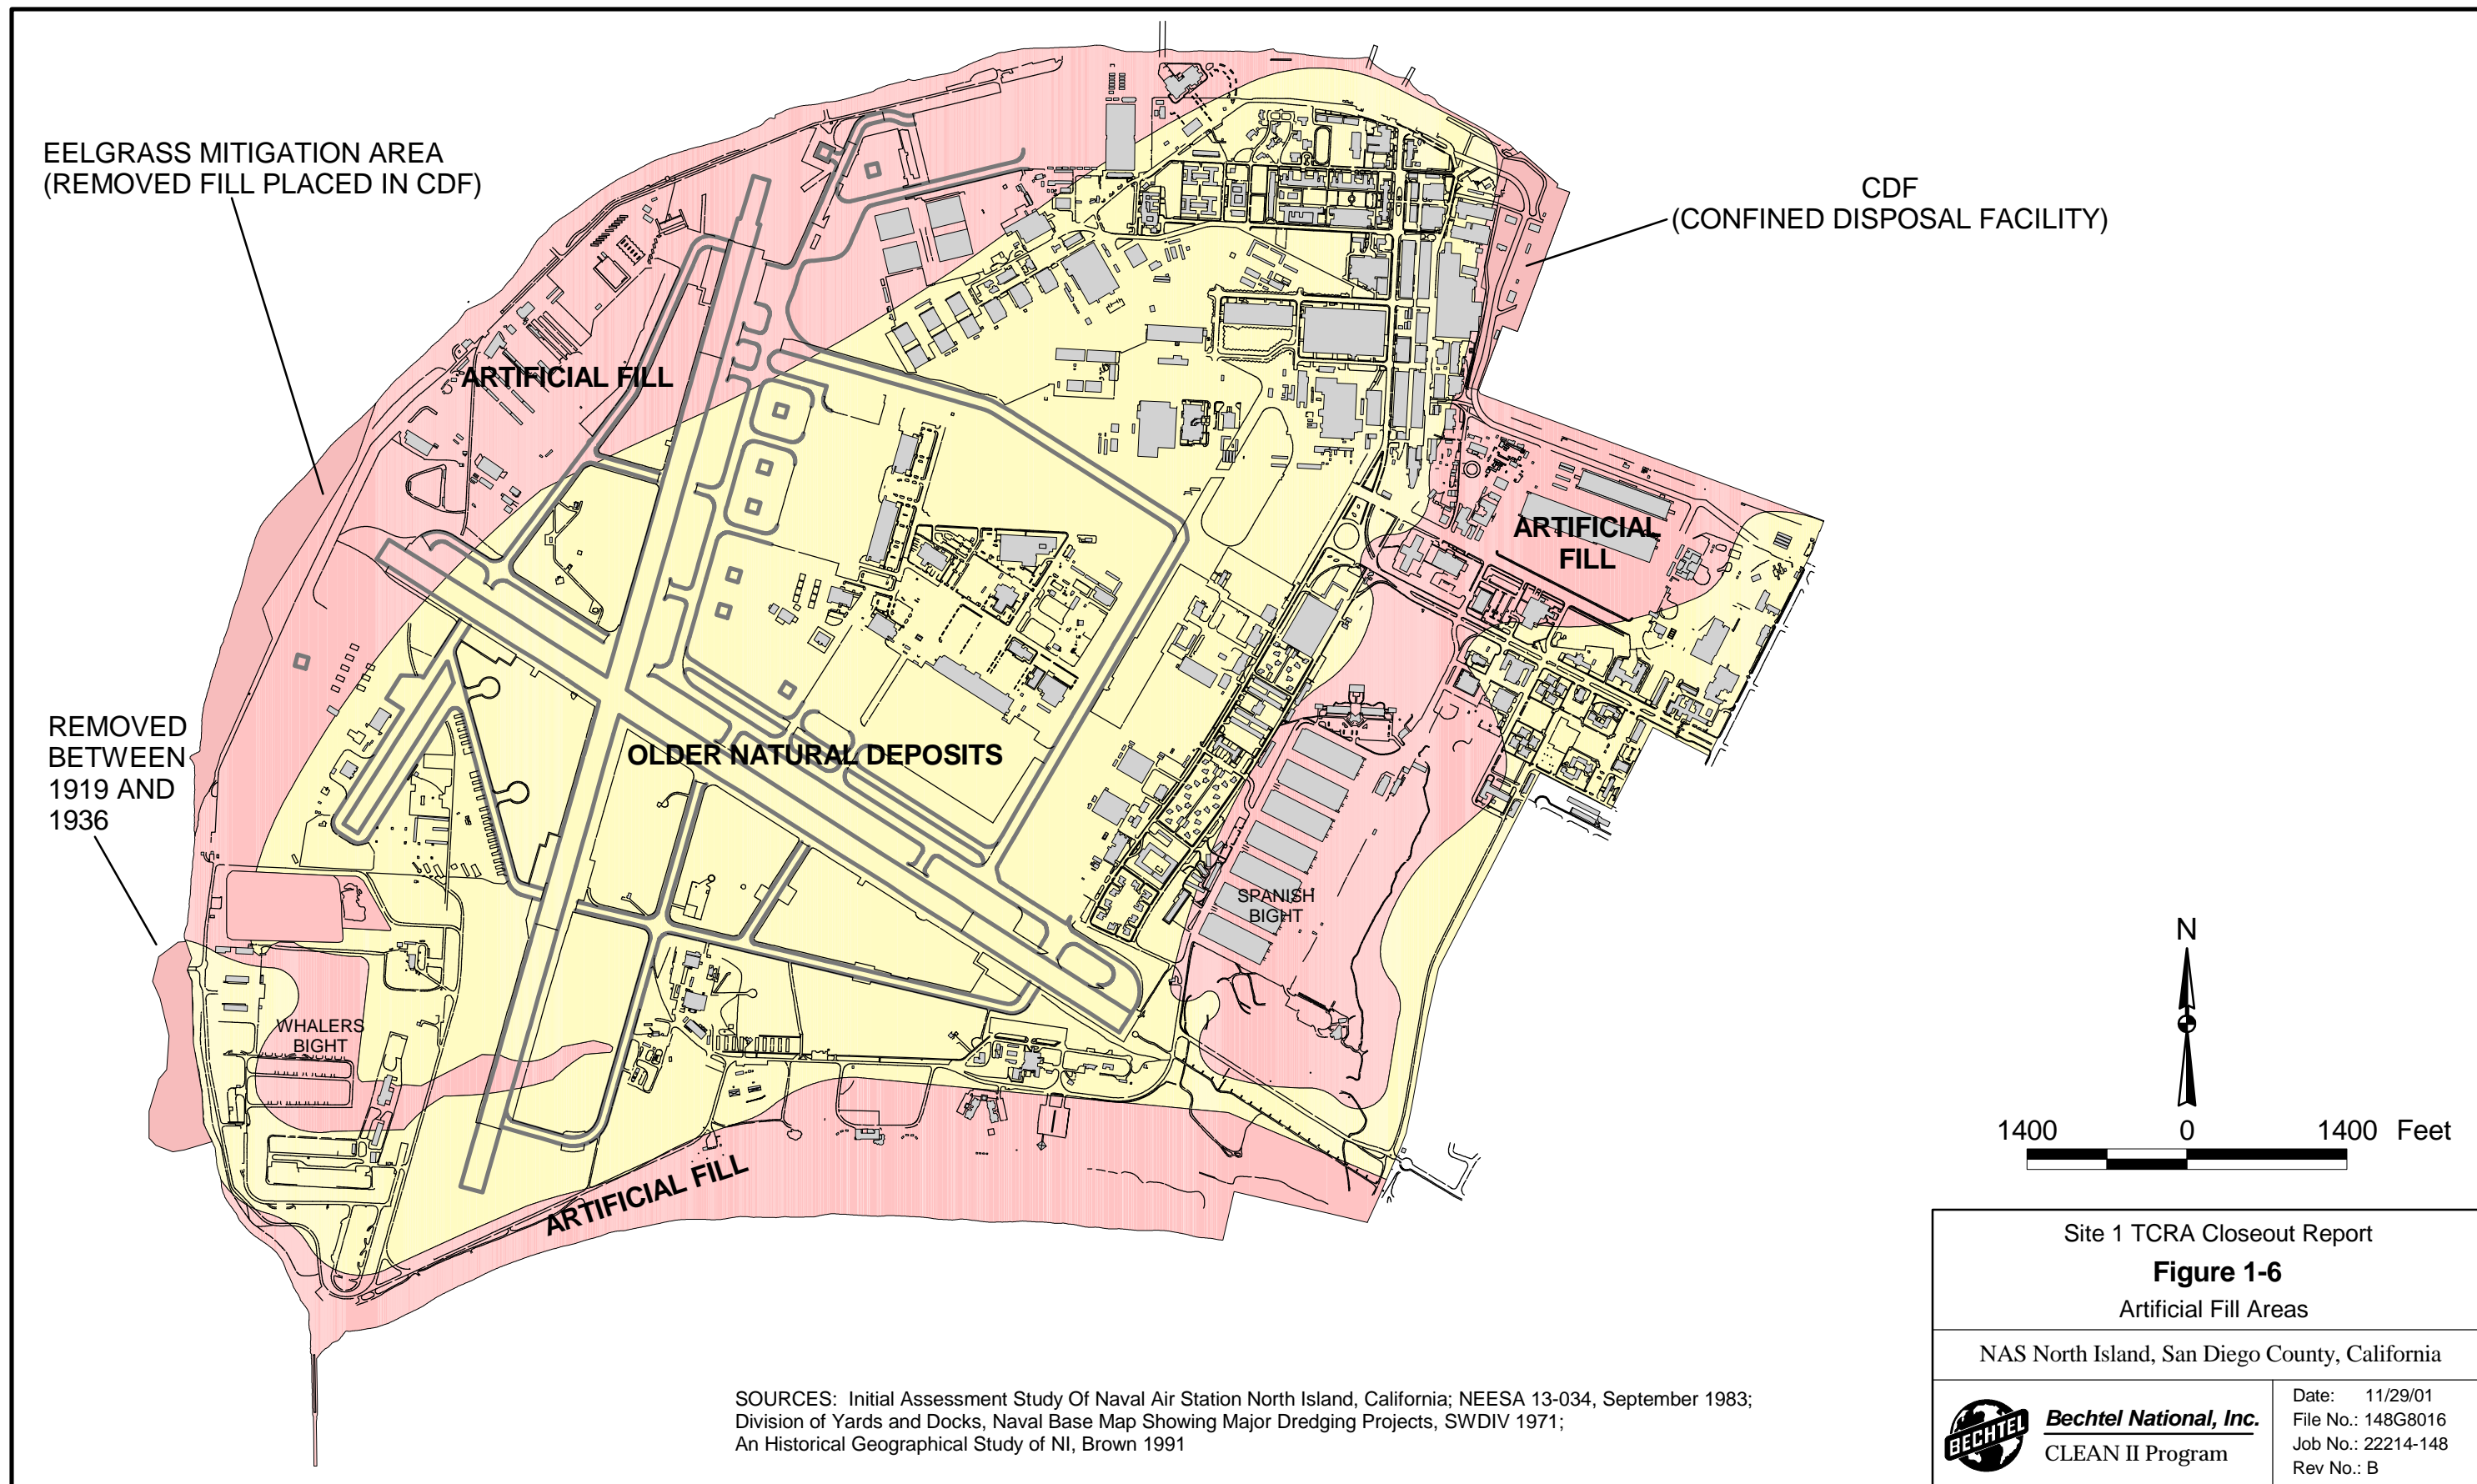 EELGRASS MITIGATION AREA
(REMOVED FILL PLACED IN CDF)
CDF
(CONFINED DISPOSAL FACILITY)
ARTIFICIAL FILL
ARTIFICIAL
FILL
REMOVED
BETWEEN
1919 AND
1936
OLDER NATURAL DEPOSITS
SPANISH
BIGHT
WHALERS
BIGHT
ARTIFICIAL FILL
N
1400 0 1400 Feet
Site 1 TCRA Closeout Report
Figure 1-6
Artificial Fill Areas
NAS North Island, San Diego County, California
BECHTEL
Bechtel National, Inc.
CLEAN II Program
Date: 11/29/01
File No.: 148G8016
Job No.: 22214-148
Rev No.: B
SOURCES: Initial Assessment Study Of Naval Air Station North Island, California; NEESA 13-034, September 1983;
Division of Yards and Docks, Naval Base Map Showing Major Dredging Projects, SWDIV 1971;
An Historical Geographical Study of NI, Brown 1991